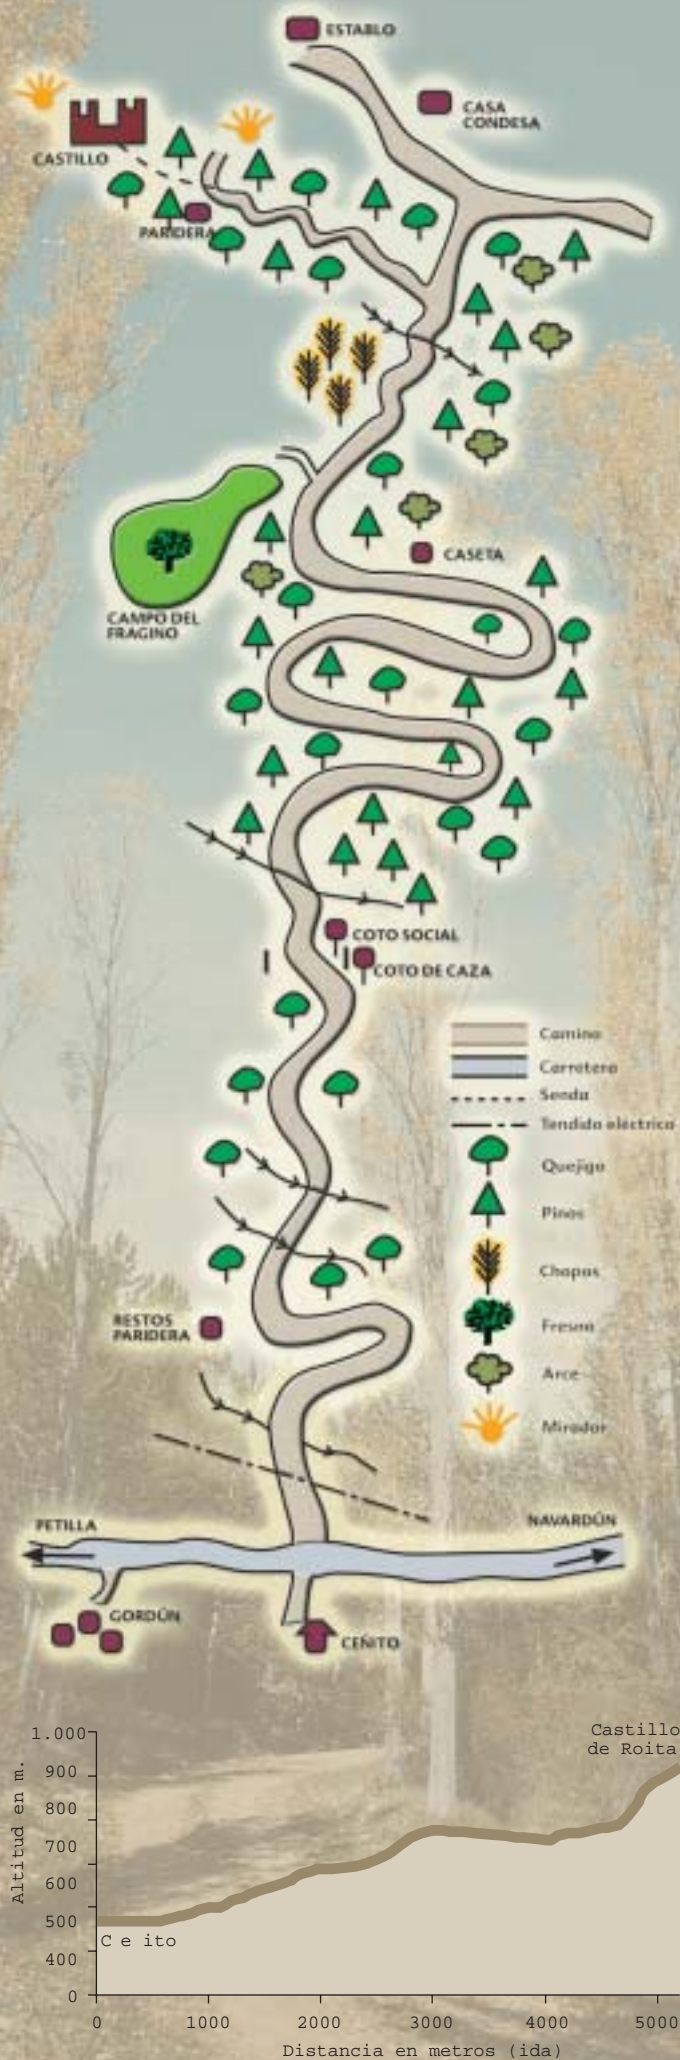 ESTABLO
CASA
CONDESA
CASTILLO
PARIDERA
CASETA
CAMPO DEL
FRAGINO
COTO SOCIAL
COTO DE CAZA
Camino
Carretera
Senda
Tendido eléctrico
Quejigo
Pinos
Chopos
Fresno
Arce
Mirador
RESTOS
PARIDERA
PETILLA
NAVARDÚN
GORDÚN
CEÑITO
Castillo
de Roita
Altitud en m.
1.000
900
800
700
600
500
400
0
C e ito
0 1000 2000 3000 4000 5000
Distancia en metros (ida)